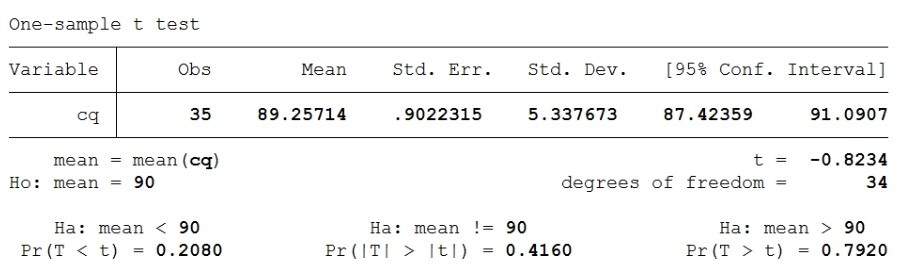 One-sample t test
Variable Obs Mean Std. Err. Std. Dev. [95% Conf. Interval]
cq 35 89.25714 .9022315 5.337673 87.42359 91.0907
mean = mean(cq) t = -0.8234
Ho: mean = 90 degrees of freedom = 34
Ha: mean < 90 Ha: mean != 90 Ha: mean > 90
Pr(T < t) = 0.2080 Pr(|T| > |t|) = 0.4160 Pr(T > t) = 0.7920